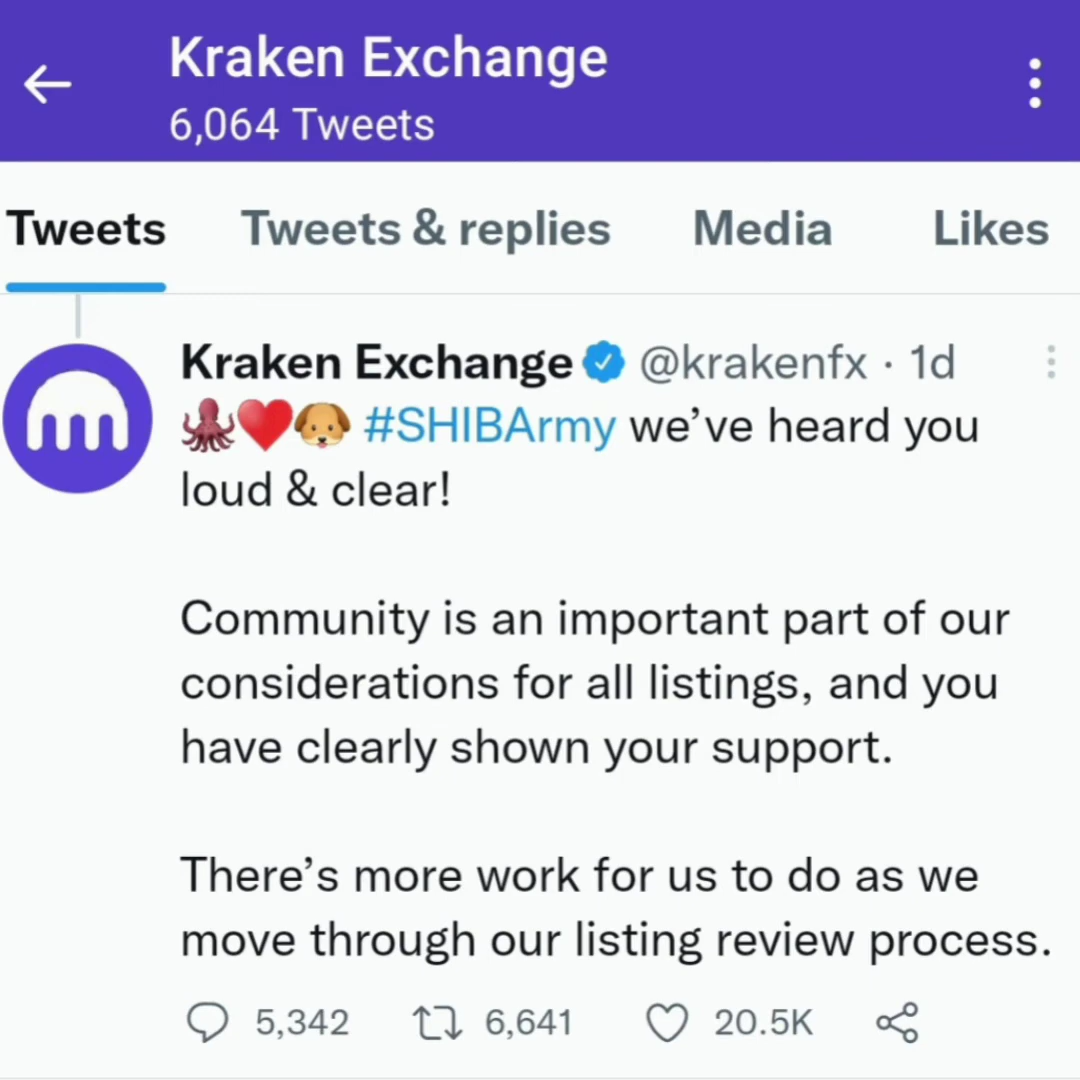 Kraken Exchange
6,064 Tweets
Tweets Tweets & replies Media Likes
Kraken Exchange @krakenfx · 1d
🐙❤️🐶 #SHIBArmy we’ve heard you
loud & clear!
Community is an important part of our
considerations for all listings, and you
have clearly shown your support.
There’s more work for us to do as we
move through our listing review process.
5,342 6,641 20.5K